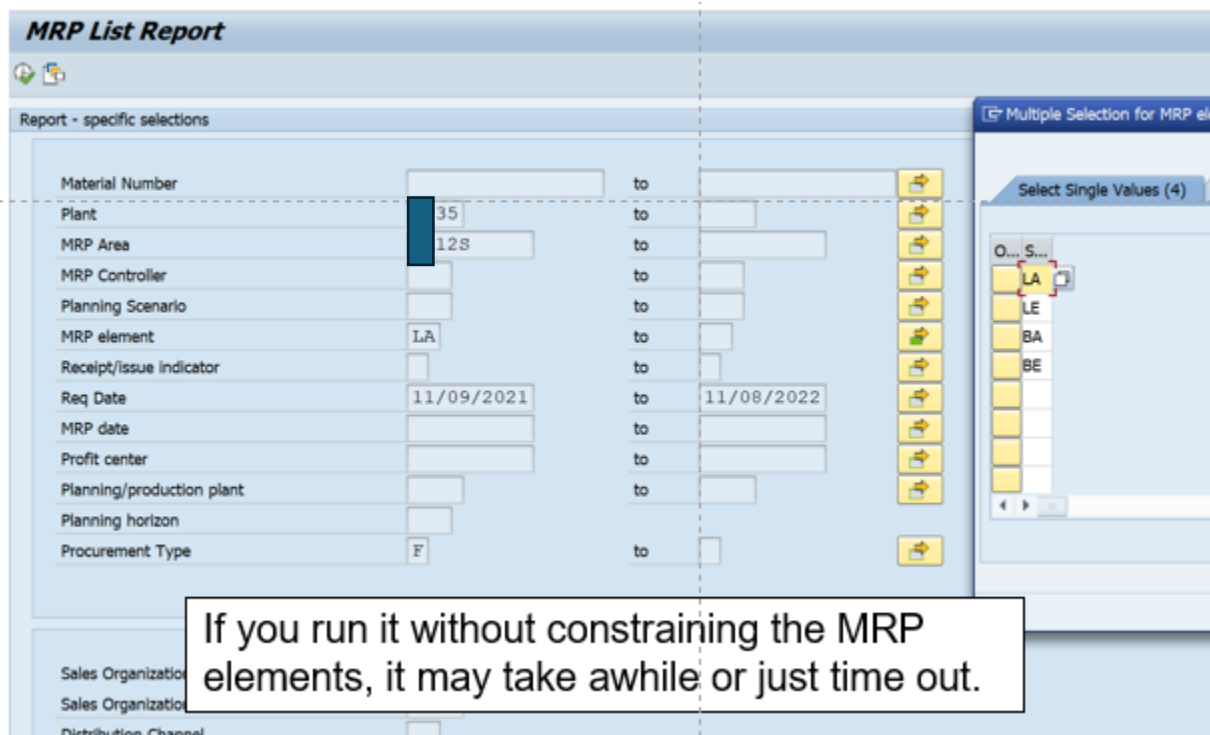 MRP List Report
Report - specific selections
Multiple Selection for MRP
Select Single Values (4)
Material Number to
Plant 35 to
MRP Area 12S to
MRP Controller to
Planning Scenario to
MRP element LA to
Receipt/issue indicator to
Req Date 11/09/2021 to 11/08/2022
MRP date to
Profit center to
Planning/production plant to
Planning horizon
Procurement Type F to
O... S...
LA
LE
BA
BE
If you run it without constraining the MRP
elements, it may take awhile or just time out.
Sales
Sales
Distribution Channel